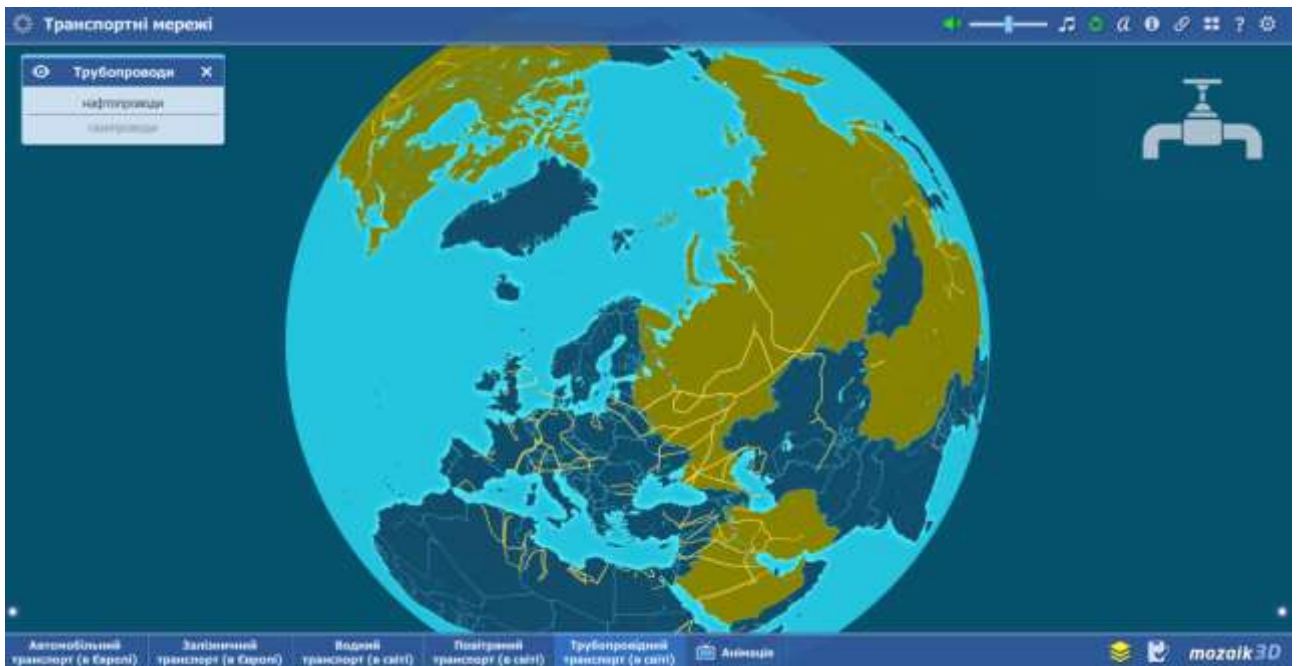 Транспортні мережі
Трубопроводи
нафтопроводи
газопроводи
Автомобільний
транспорт (в Європі)
Залізничний
транспорт (в Європі)
Водний
транспорт (в світі)
Повітряний
транспорт (в світі)
Трубопровідний
транспорт (в світі)
Анімація
mozaik3D